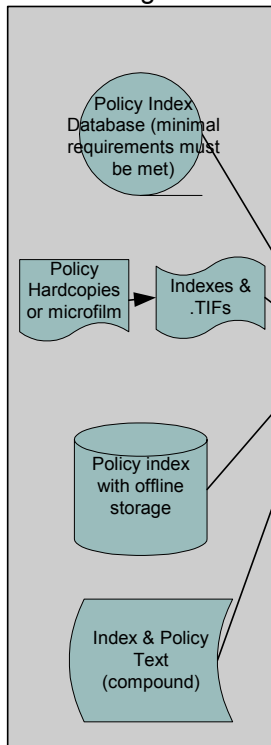 Policy Index
Database (minimal
requirements must
be met)
Policy
Hardcopies
or microfilm
Indexes &
.TIFs
Policy index
with offline
storage
Index & Policy
Text
(compound)